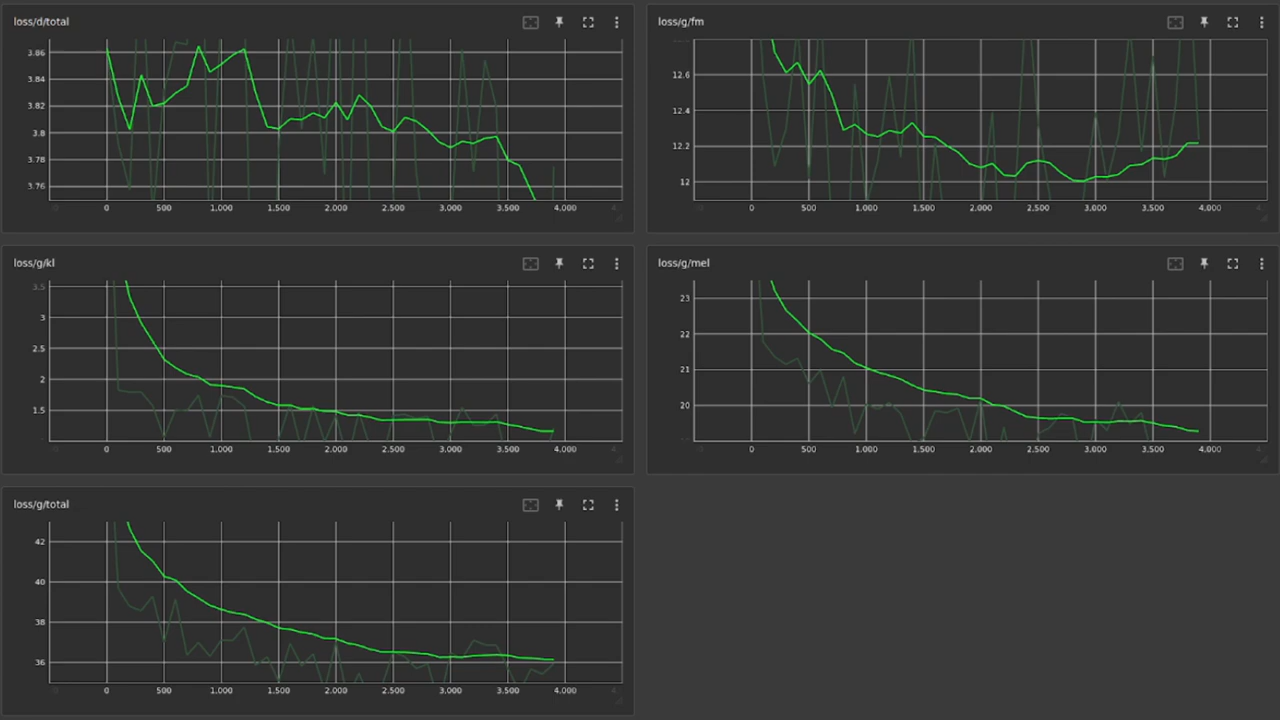 loss/d/total
3.86
3.84
3.82
3.8
3.78
3.76
0 500 1.000 1.500 2.000 2.500 3.000 3.500 4.000
loss/g/fm
12.6
12.4
12.2
12
0 500 1.000 1.500 2.000 2.500 3.000 3.500 4.000
loss/g/kl
3.5
3
2.5
2
1.5
0 500 1.000 1.500 2.000 2.500 3.000 3.500 4.000
loss/g/mel
23
22
21
20
0 500 1.000 1.500 2.000 2.500 3.000 3.500 4.000
loss/g/total
42
40
38
36
0 500 1.000 1.500 2.000 2.500 3.000 3.500 4.000